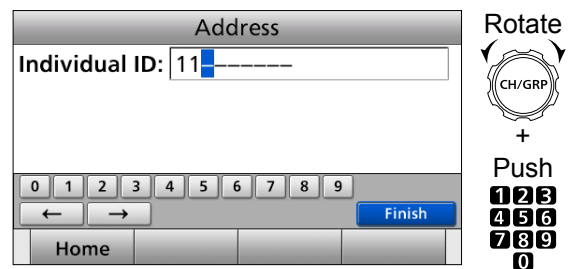 Address
Individual ID: 11–––––––
0 1 2 3 4 5 6 7 8 9
← → Finish
Home
Rotate
CH/GRP
+
Push
1 2 3
4 5 6
7 8 9
0